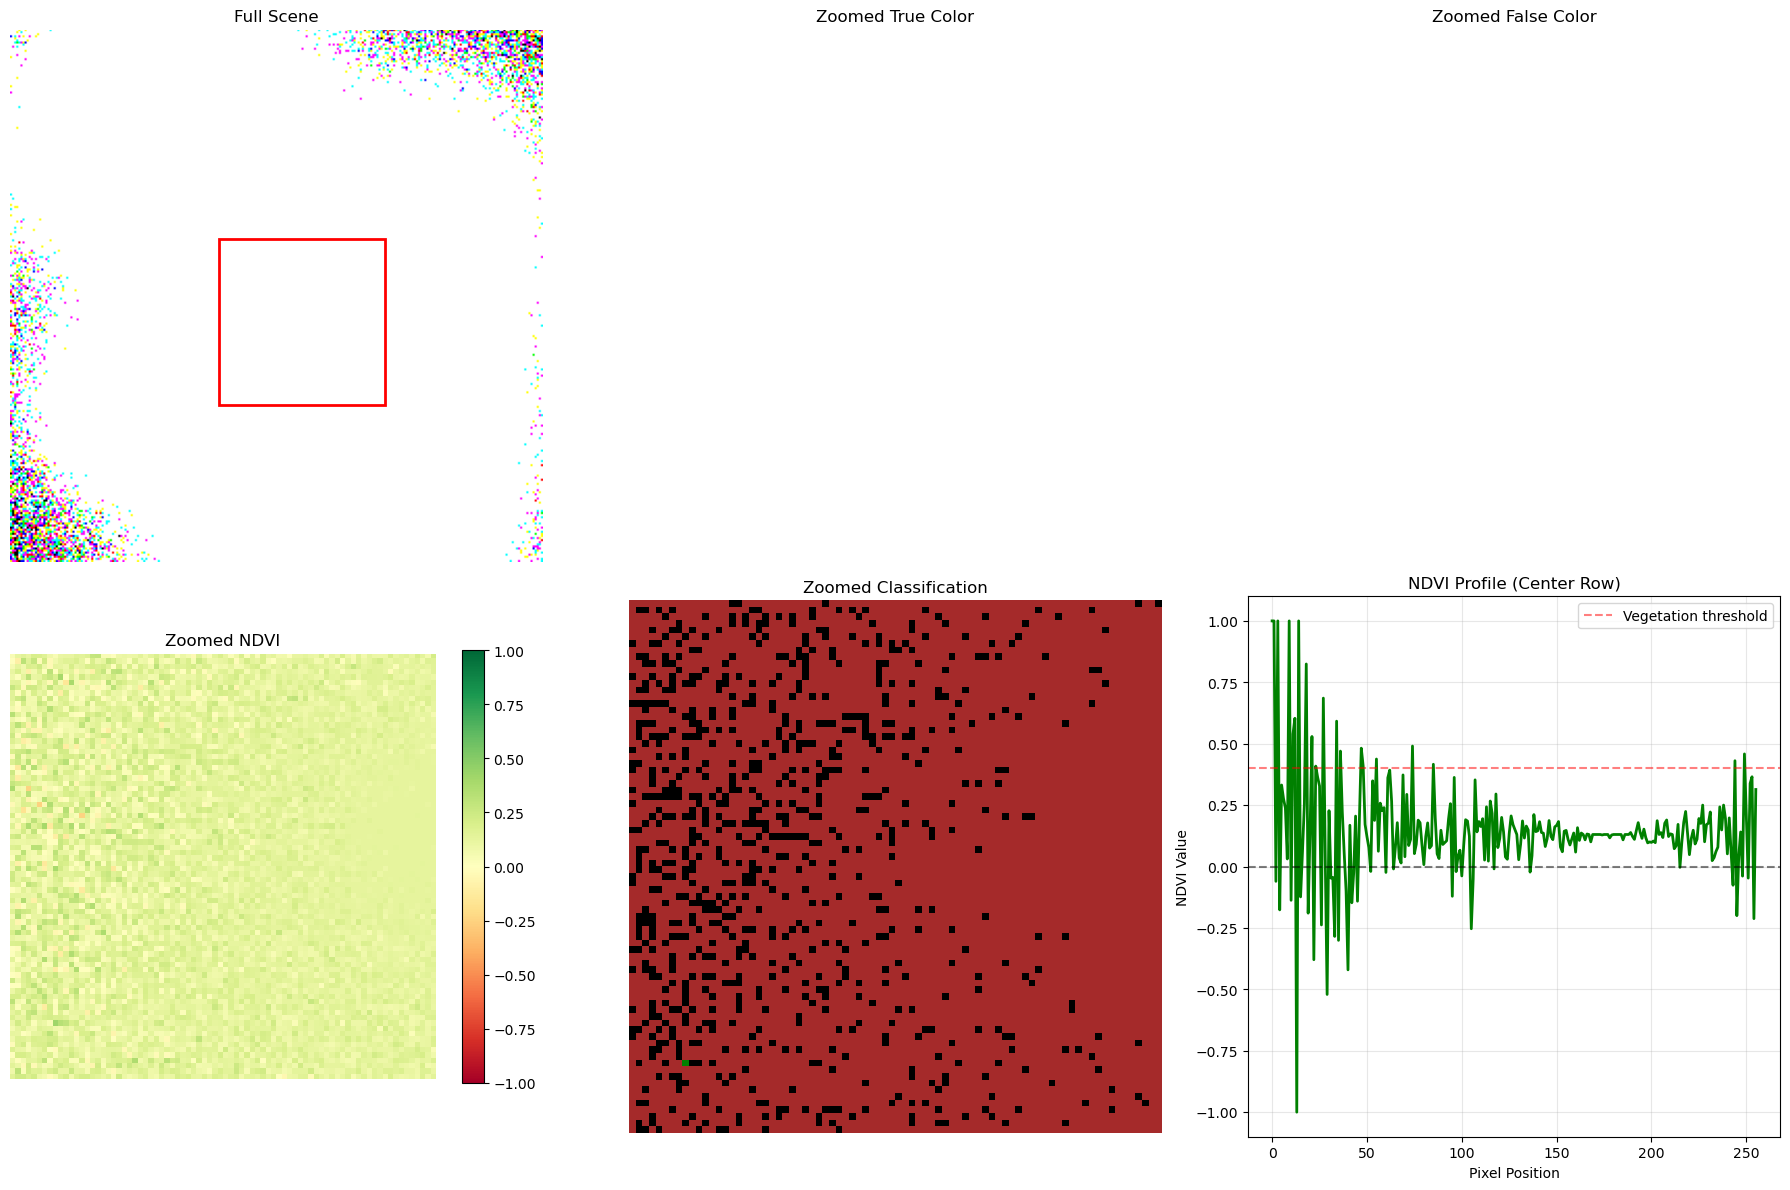 Full Scene
Zoomed True Color
Zoomed False Color
Zoomed NDVI
1.00
0.75
0.50
0.25
0.00
−0.25
−0.50
−0.75
−1.00
Zoomed Classification
NDVI Profile (Center Row)
Vegetation threshold
NDVI Value
1.00
0.75
0.50
0.25
0.00
−0.25
−0.50
−0.75
−1.00
0 50 100 150 200 250
Pixel Position